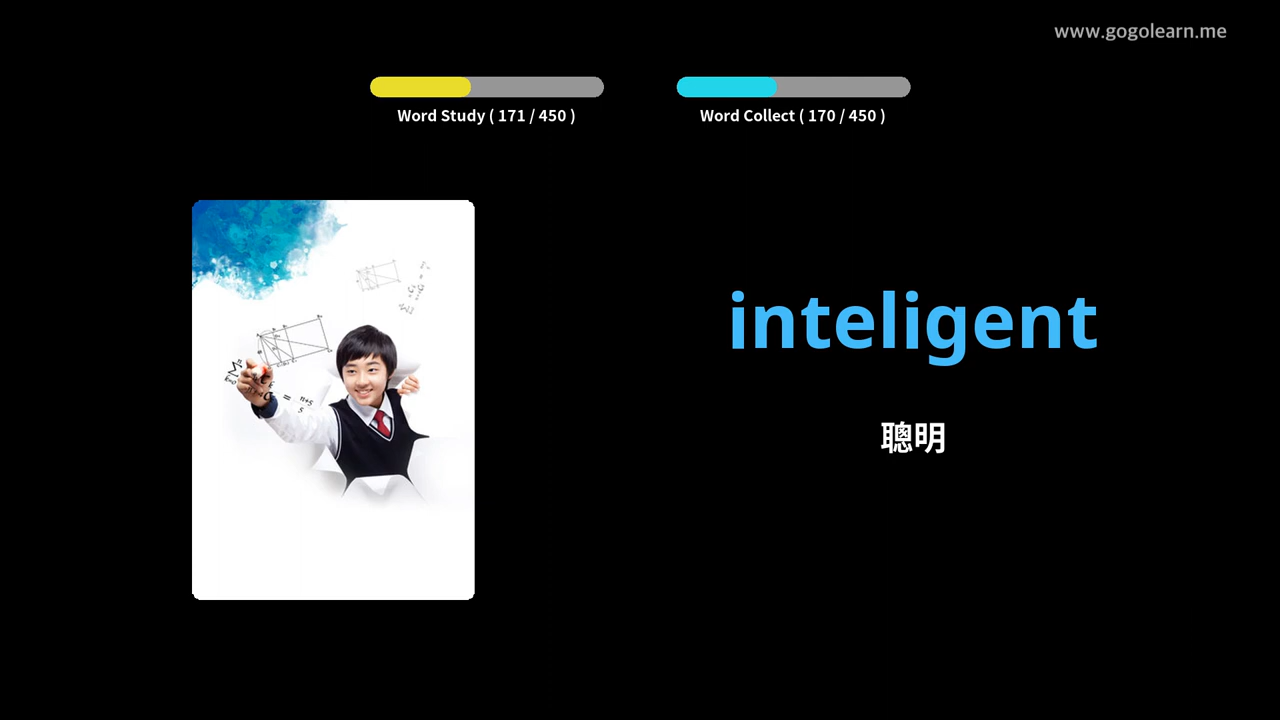 www.gogolearn.me
Word Study ( 171 / 450 )
Word Collect ( 170 / 450 )
inteligent
聰明